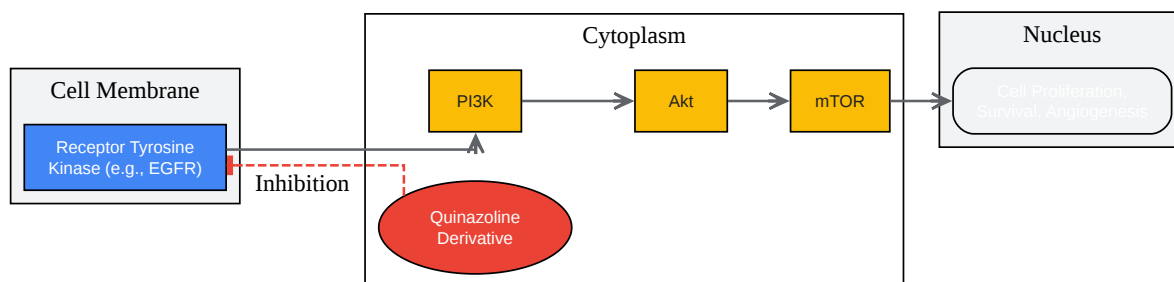 Cell Membrane
Receptor Tyrosine
Kinase (e.g., EGFR)
Inhibition
Cytoplasm
PI3K
Akt
mTOR
Quinazoline
Derivative
Nucleus
Cell Proliferation,
Survival, Angiogenesis